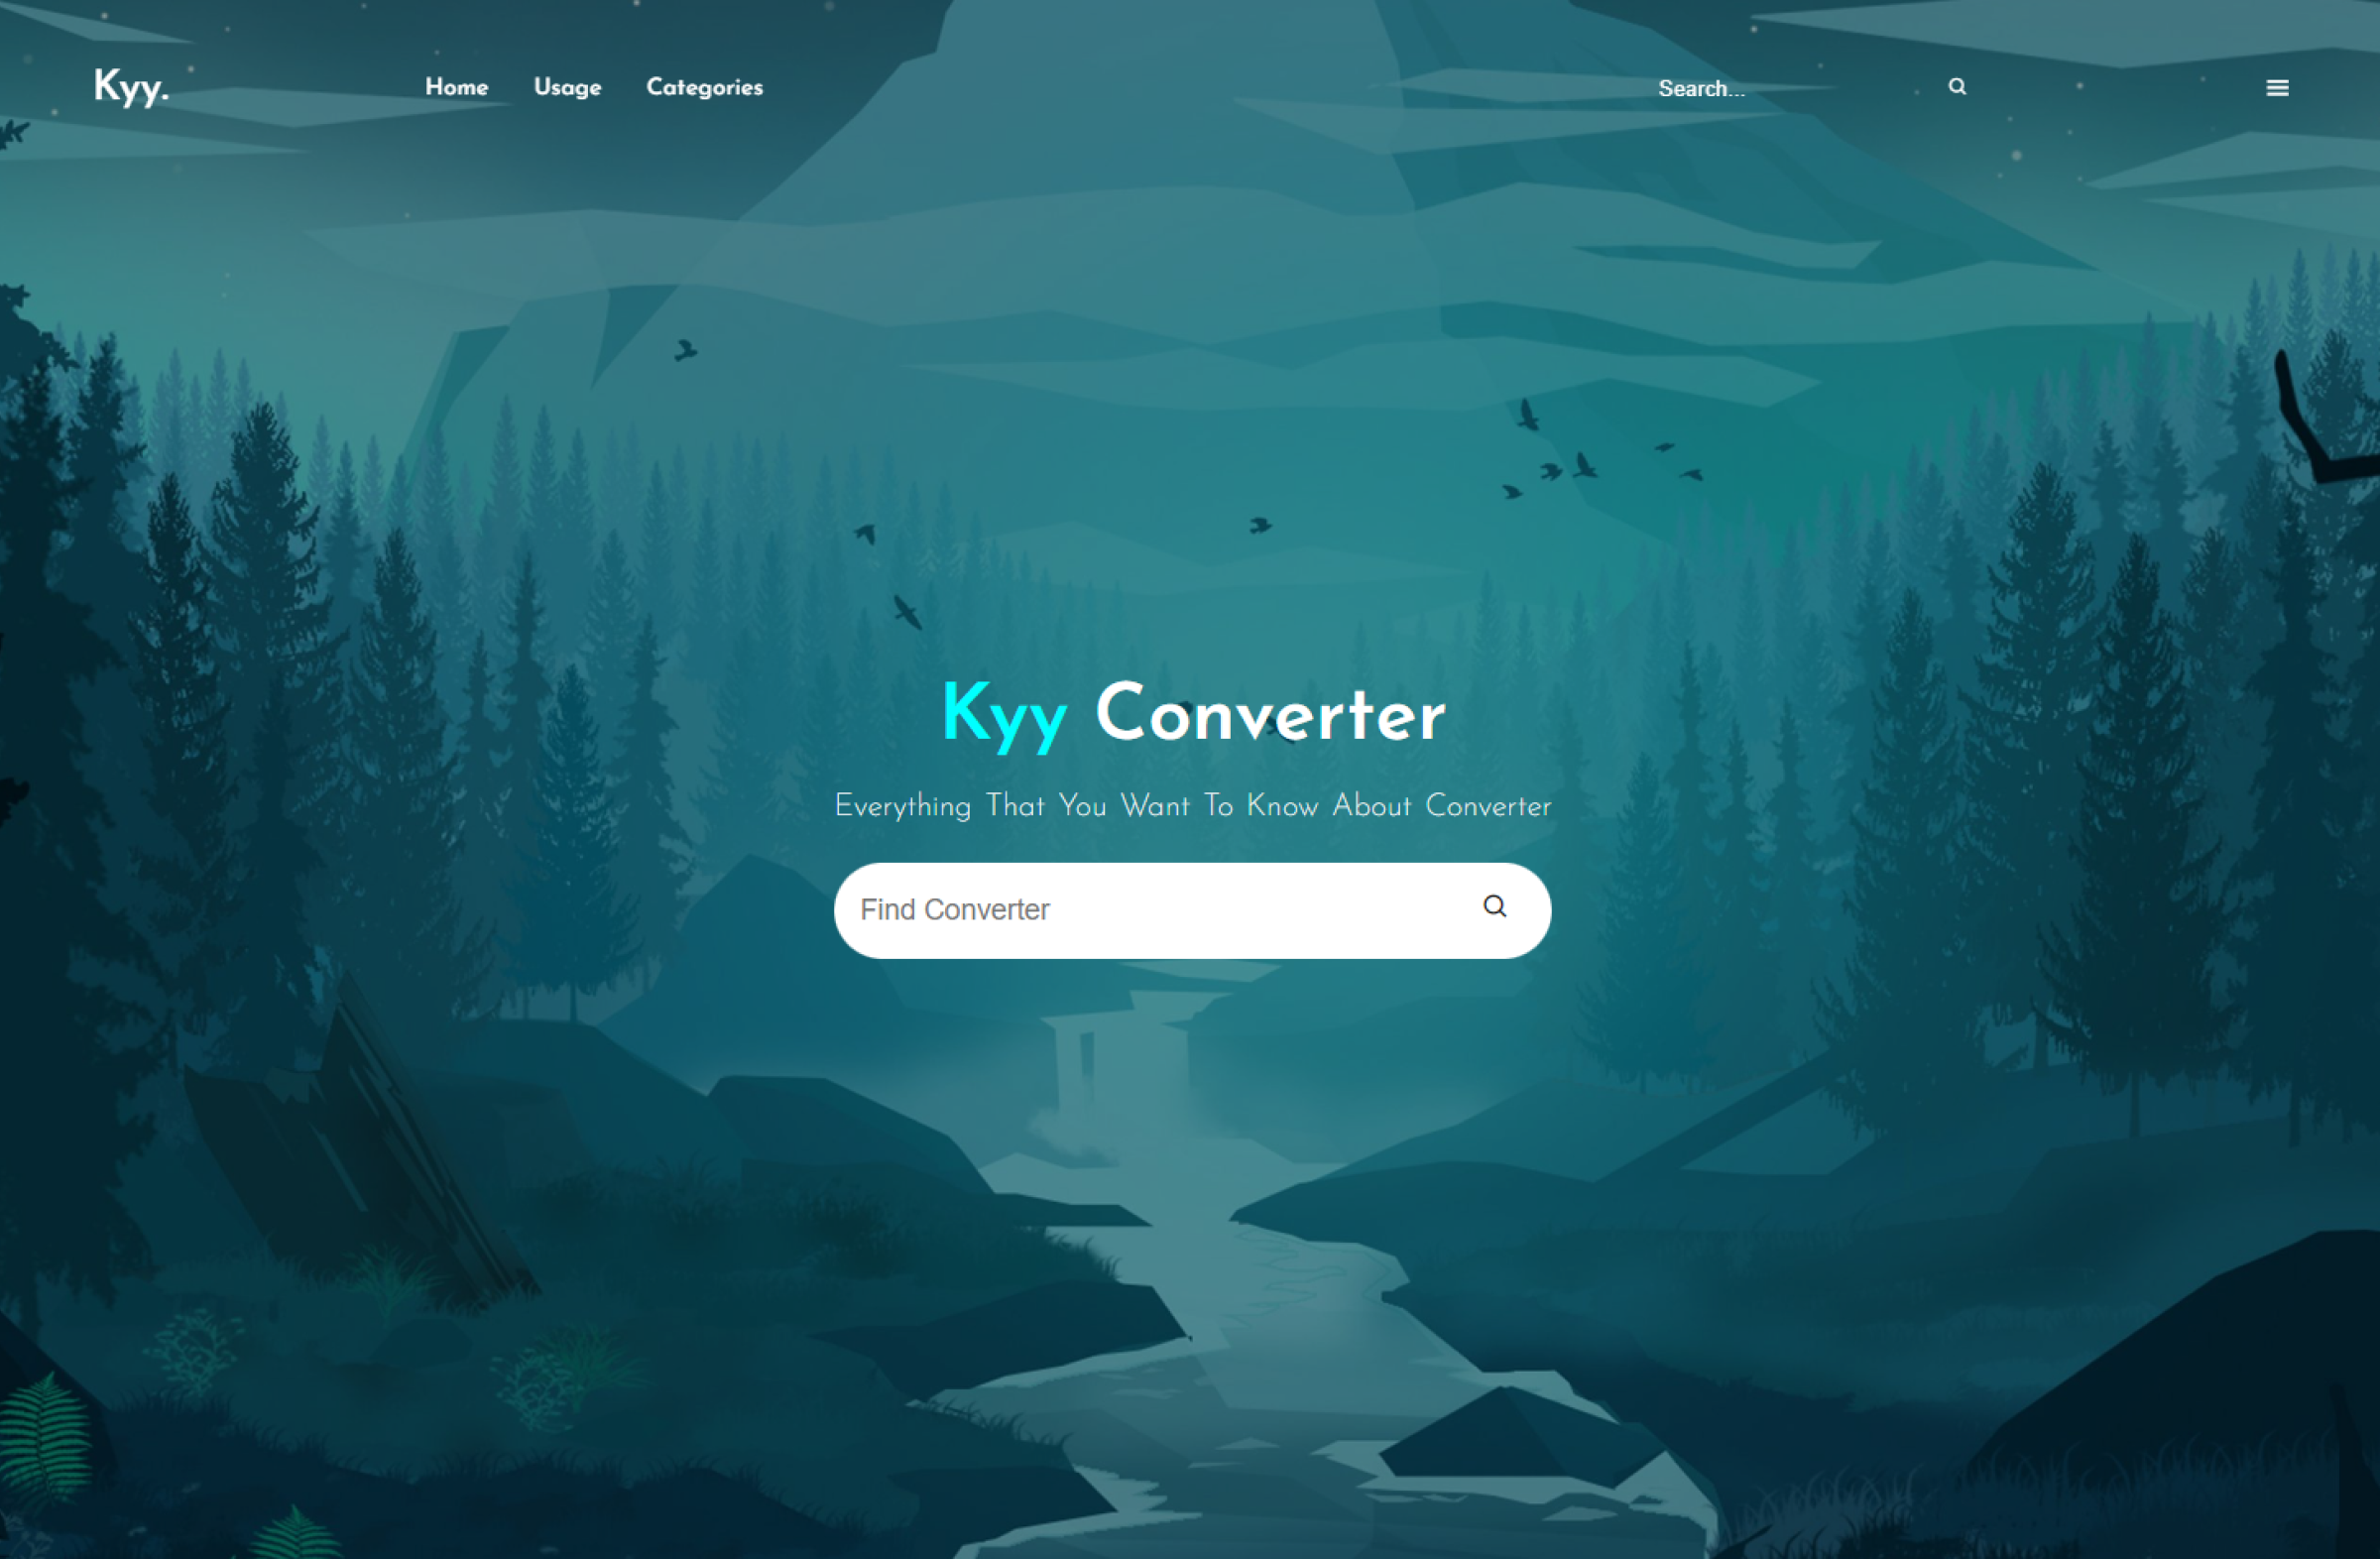 Kyy. Home Usage Categories Search...
Kyy Converter
Everything That You Want To Know About Converter
Find Converter